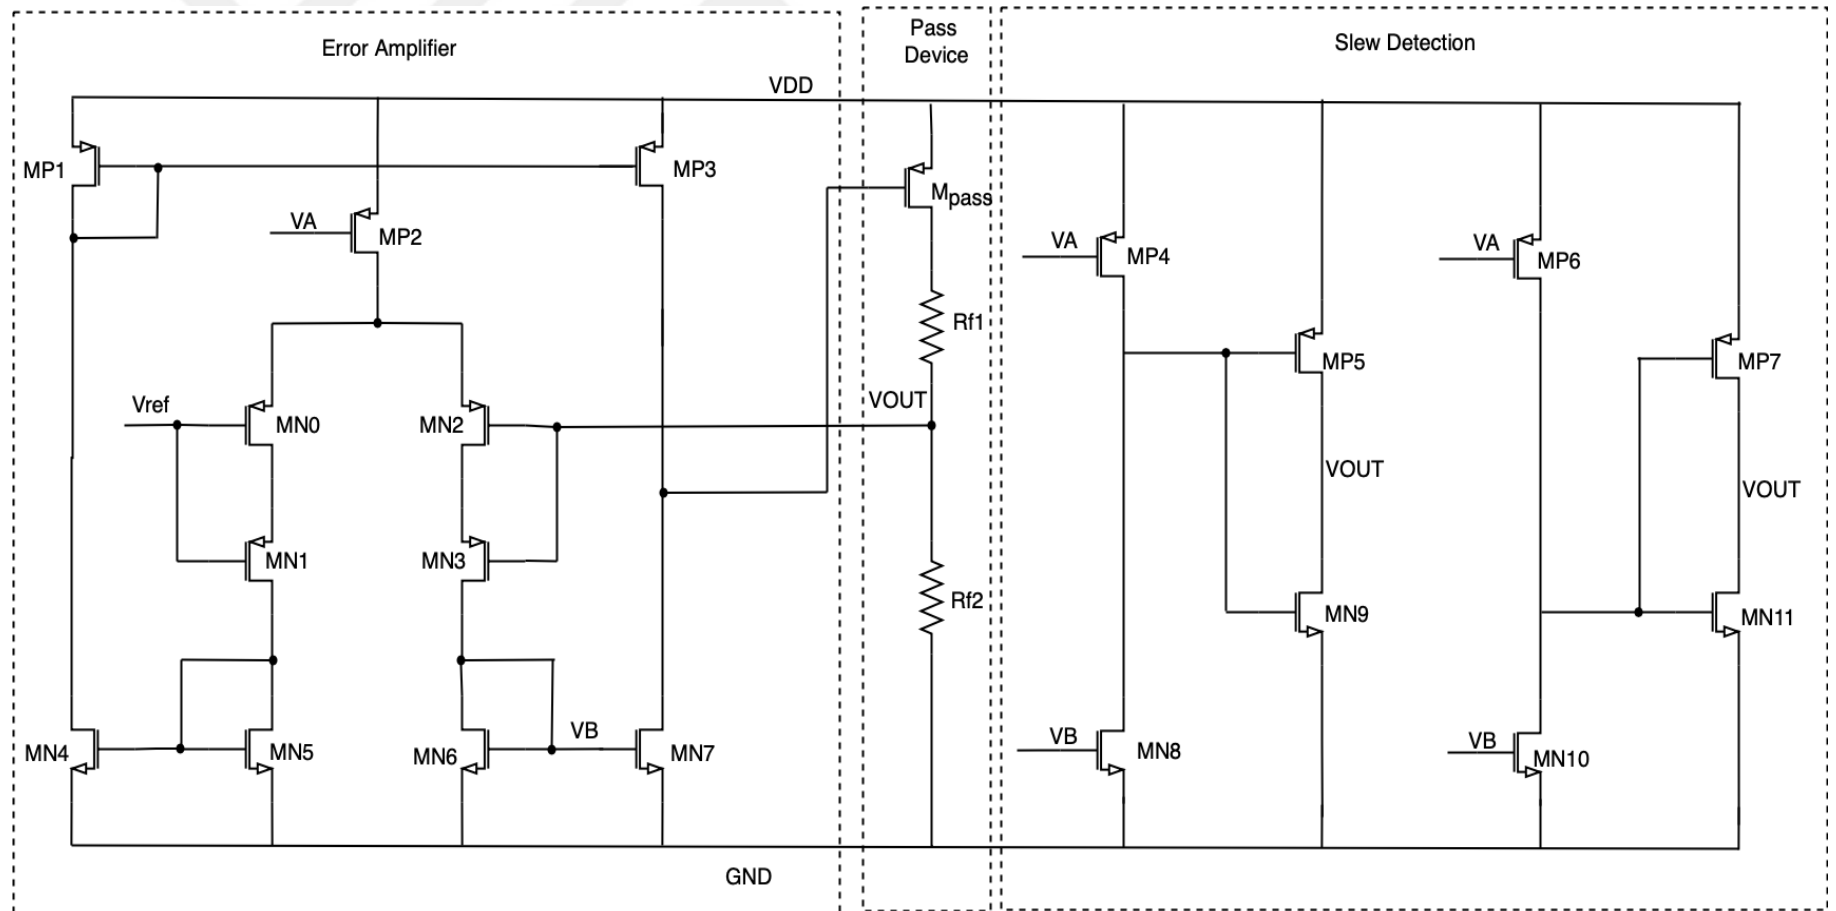 Error Amplifier
Pass
Device
Slew Detection
VDD
MP1
MP3
Mpass
VA
MP2
VA
MP4
VA
MP6
Rf1
MP5
MP7
Vref
MN0
MN2
VOUT
VOUT
VOUT
MN1
MN3
Rf2
MN9
MN11
MN4
MN5
MN6
VB
MN7
VB
MN8
VB
MN10
GND